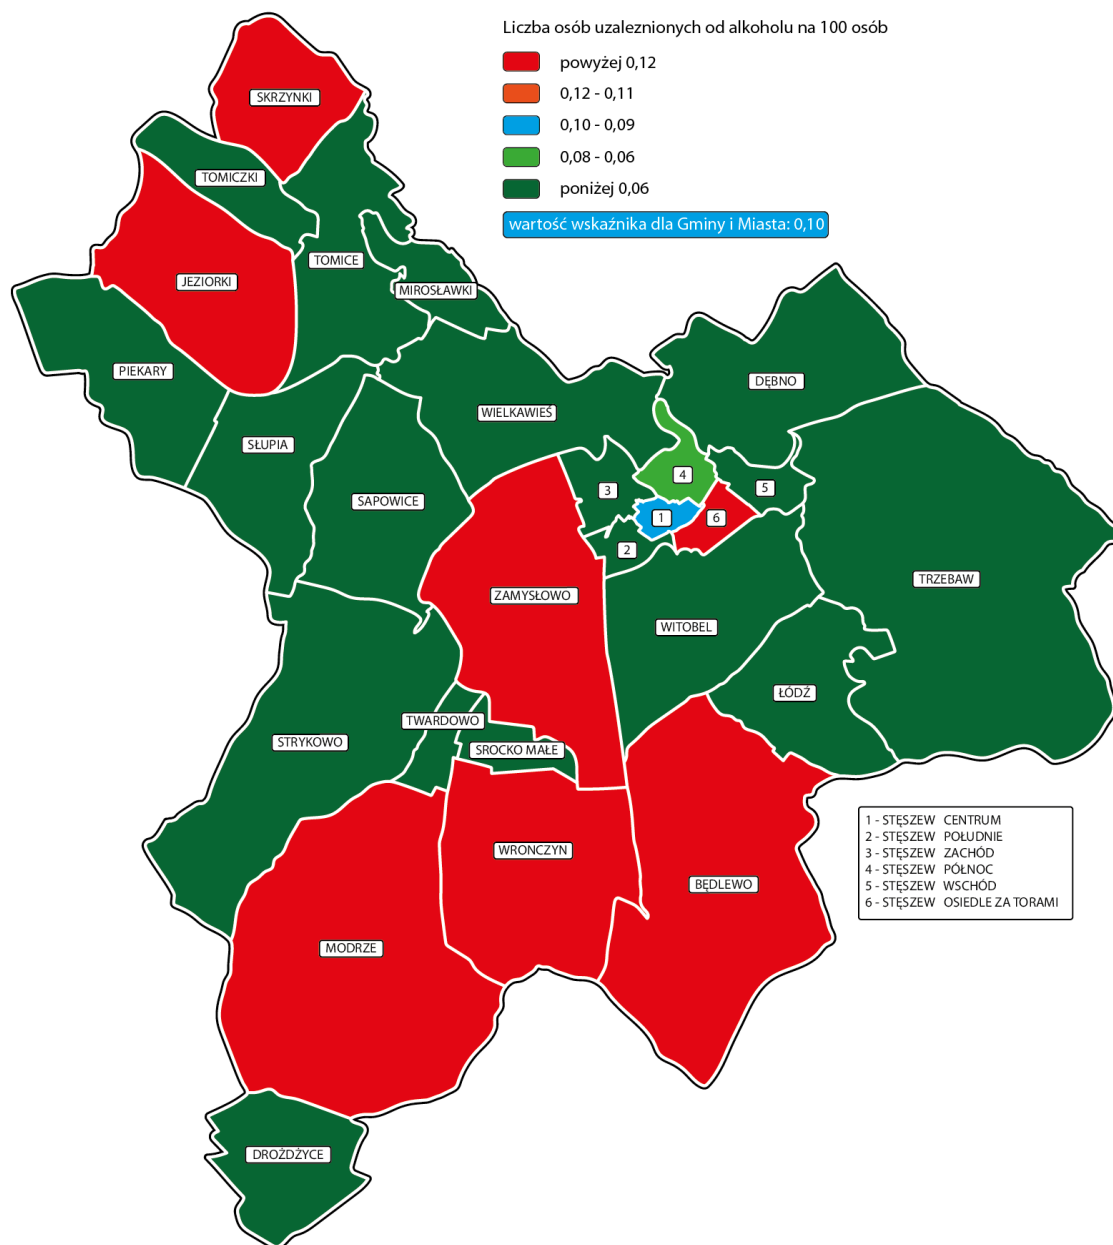 Liczba osób uzaleznionych od alkoholu na 100 osób
powyżej 0,12
0,12 - 0,11
0,10 - 0,09
0,08 - 0,06
poniżej 0,06
wartość wskaźnika dla Gminy i Miasta: 0,10
SKRZYNKI
TOMICZKI
TOMICE
JEZIORKI
MIROSŁAWKI
PIEKARY
DĘBNO
WIELKAWIEŚ
SŁUPIA
SAPOWICE
4
3
5
1
6
2
TRZEBAW
ZAMYSŁOWO
WITOBEL
ŁÓDŹ
TWARDOWO
STRYKOWO
SROCKO MAŁE
WRONCZYN
BĘDLEWO
MODRZE
DROŻDŻYCE
1 - STĘSZEW CENTRUM
2 - STĘSZEW POŁUDNIE
3 - STĘSZEW ZACHÓD
4 - STĘSZEW PÓŁNOC
5 - STĘSZEW WSCHÓD
6 - STĘSZEW OSIEDLE ZA TORAMI